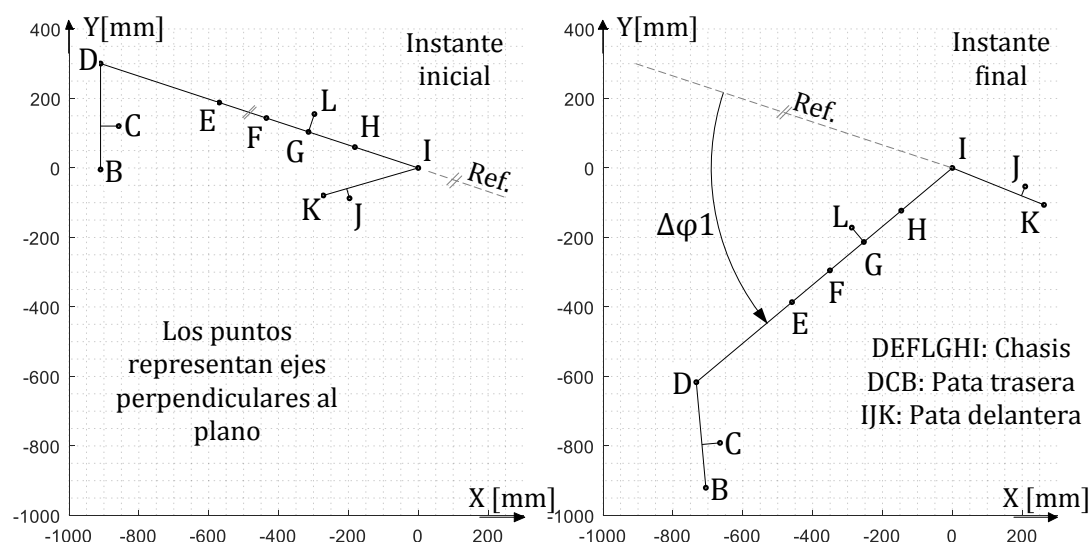 Y[mm]
Instante
inicial
400
200
0
-200
-400
-600
-800
-1000
D
E
F
G
L
H
I
C
B
K
J
Ref.
Los puntos
representan ejes
perpendiculares al
plano
X [mm]
-1000
-800
-600
-400
-200
0
200
Y[mm]
Instante
final
400
200
0
-200
-400
-600
-800
-1000
Ref.
I
J
K
H
L
G
F
E
D
C
B
Δφ1
DEFLGHI: Chasis
DCB: Pata trasera
IJK: Pata delantera
X [mm]
-1000
-800
-600
-400
-200
0
200